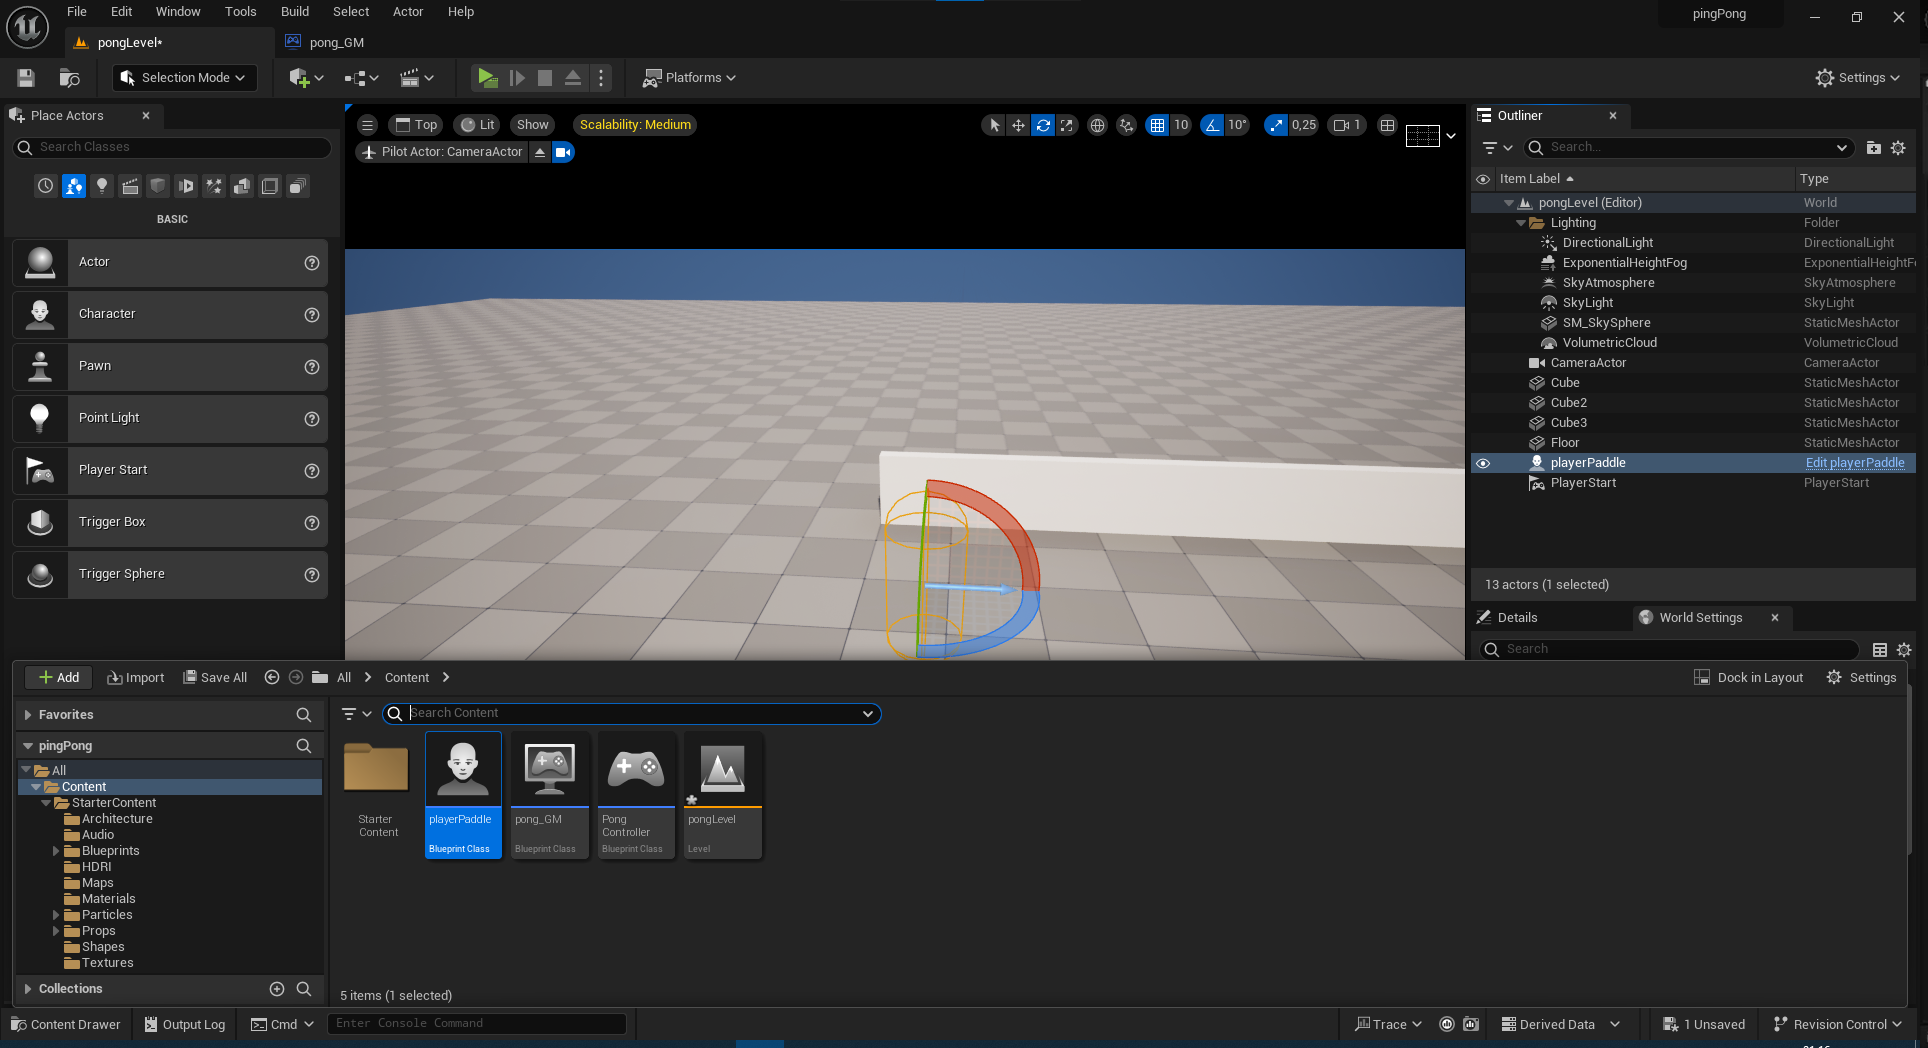 File Edit Window Tools Build Select Actor Help
pingPong
pongLevel*
pong_GM
Selection Mode
Platforms
Settings
Place Actors
Search Classes
BASIC
Actor
Character
Pawn
Point Light
Player Start
Trigger Box
Trigger Sphere
Top
Lit
Show
Scalability: Medium
10
10°
0,25
1
Pilot Actor: CameraActor
Outliner
Search...
Item Label
Type
pongLevel (Editor) World
Lighting Folder
DirectionalLight DirectionalLight
ExponentialHeightFog ExponentialHeightF
SkyAtmosphere SkyAtmosphere
SkyLight SkyLight
SM_SkySphere StaticMeshActor
VolumetricCloud VolumetricCloud
CameraActor CameraActor
Cube StaticMeshActor
Cube2 StaticMeshActor
Cube3 StaticMeshActor
Floor StaticMeshActor
playerPaddle Edit playerPaddle
PlayerStart PlayerStart
13 actors (1 selected)
Details
World Settings
Search
Add
Import
Save All
All
Content
Dock in Layout
Settings
Favorites
pingPong
All
Content
StarterContent
Architecture
Audio
Blueprints
HDRI
Maps
Materials
Particles
Props
Shapes
Textures
Collections
Search Content
Starter
Content
playerPaddle
Blueprint Class
pong_GM
Blueprint Class
Pong
Controller
Blueprint Class
pongLevel
Level
5 items (1 selected)
Content Drawer
Output Log
Cmd
Enter Console Command
Trace
Derived Data
1 Unsaved
Revision Control